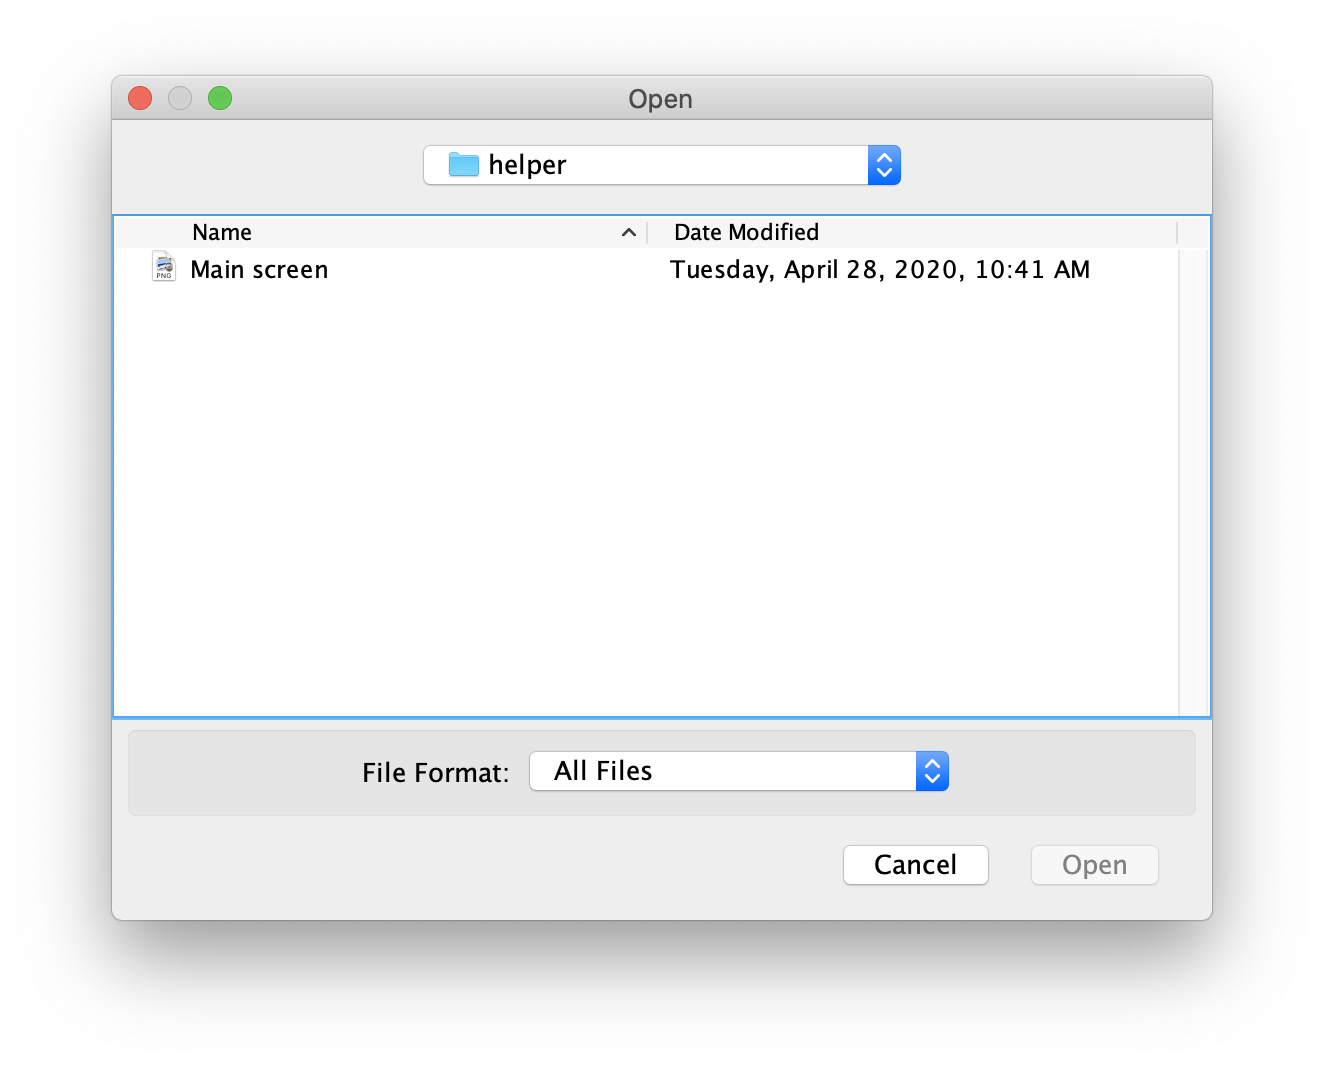 Open
helper
Name Date Modified
PNG Main screen Tuesday, April 28, 2020, 10:41 AM
File Format: All Files
Cancel Open